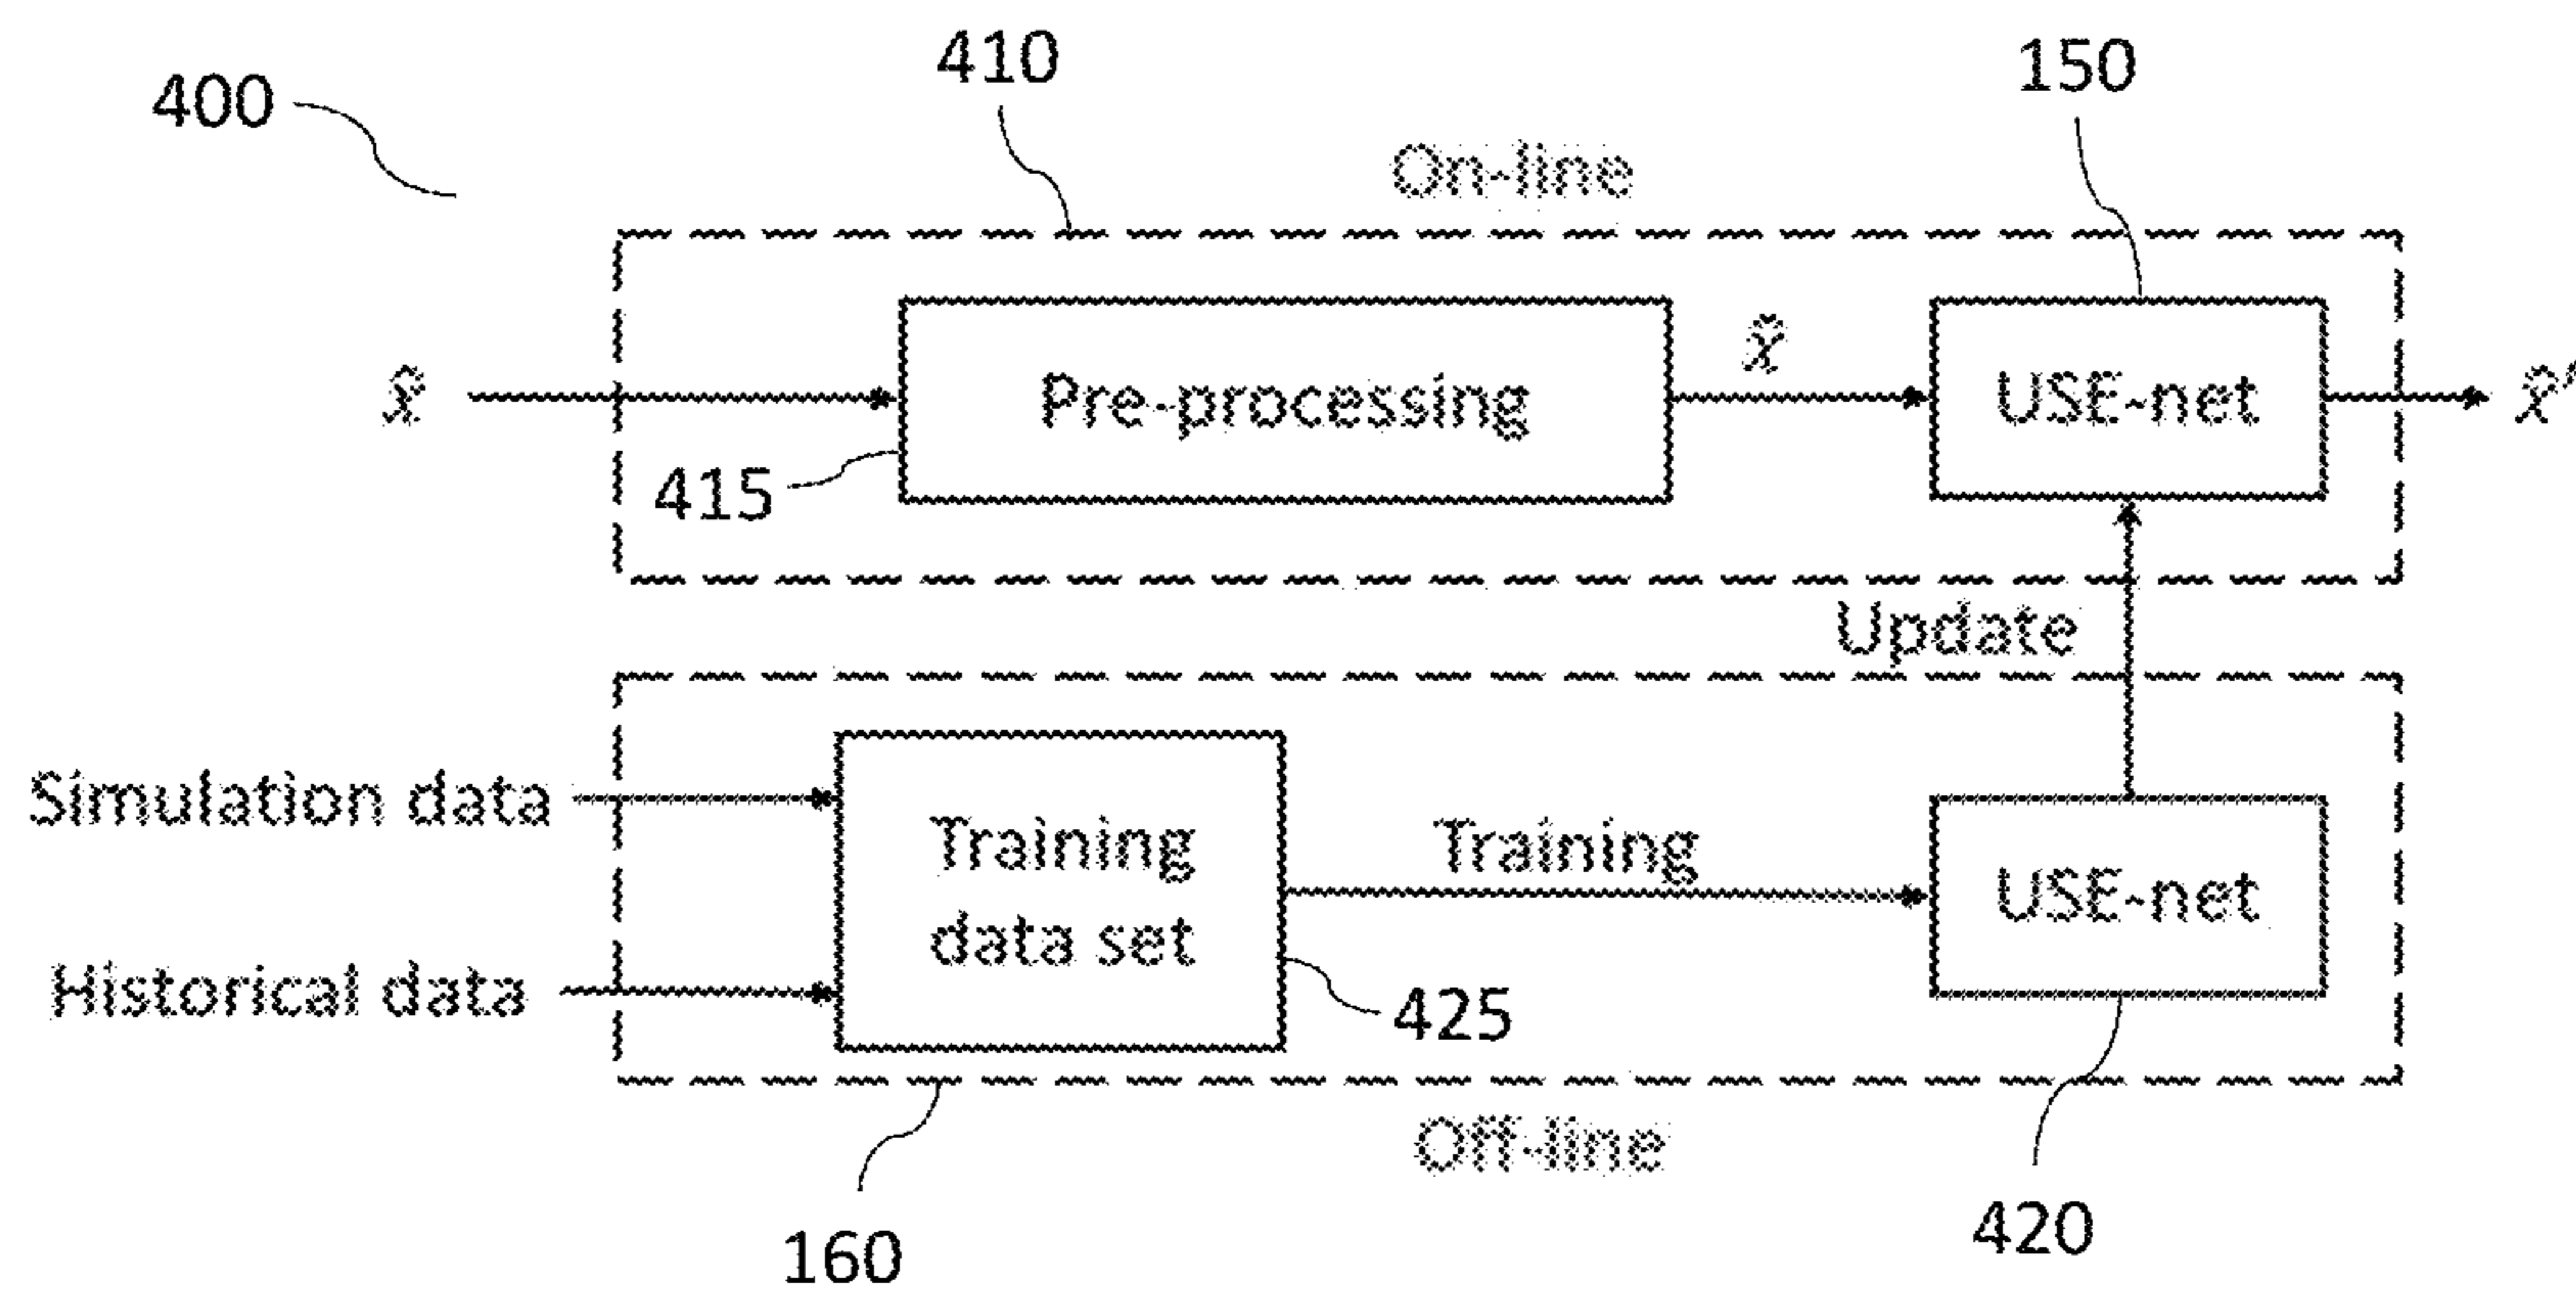 400
410
150
On-line
Pre-processing
USE-net
415
Update
Simulation data
Historical data
Training
data set
Training
USE-net
425
Off-line
160
420